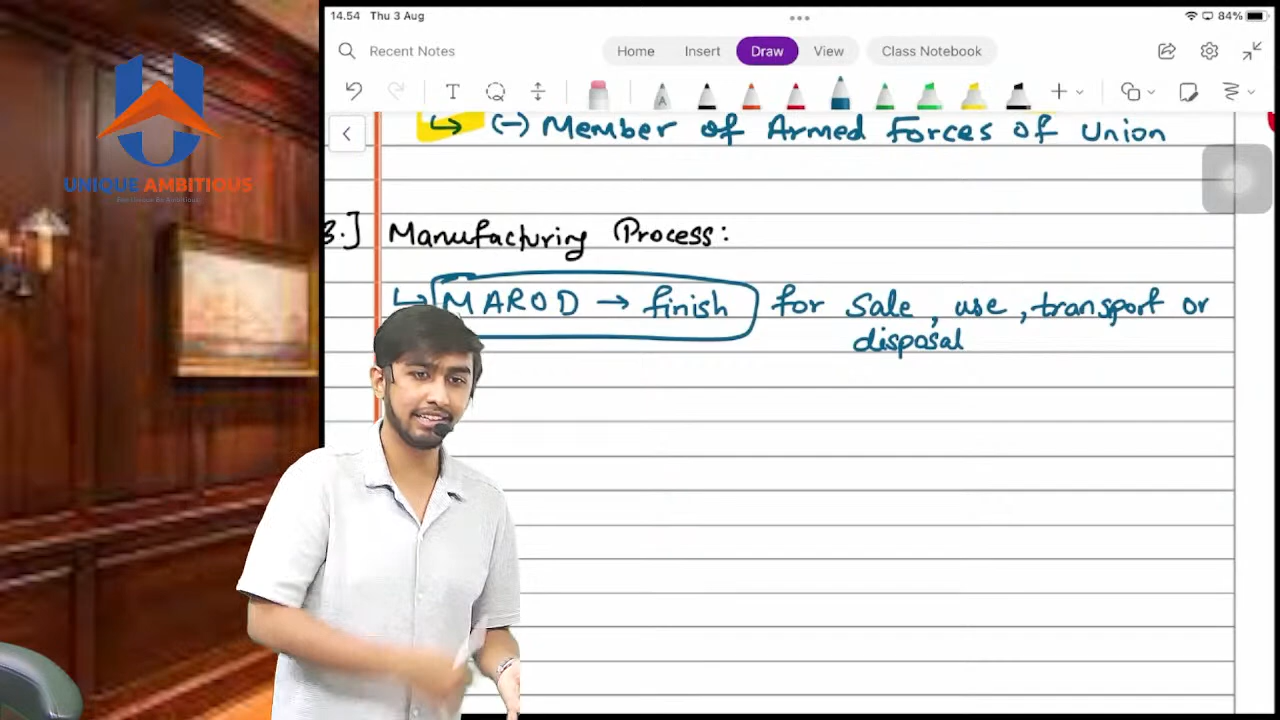 14.54 Thu 3 Aug
84%
Recent Notes
Home Insert Draw View Class Notebook
T
A
UNIQUE AMBITIOUS
↳ (-) Member of Armed Forces of Union
3.] Manufacturing Process:
↳ MAROD → finish for sale, use, transport or
disposal